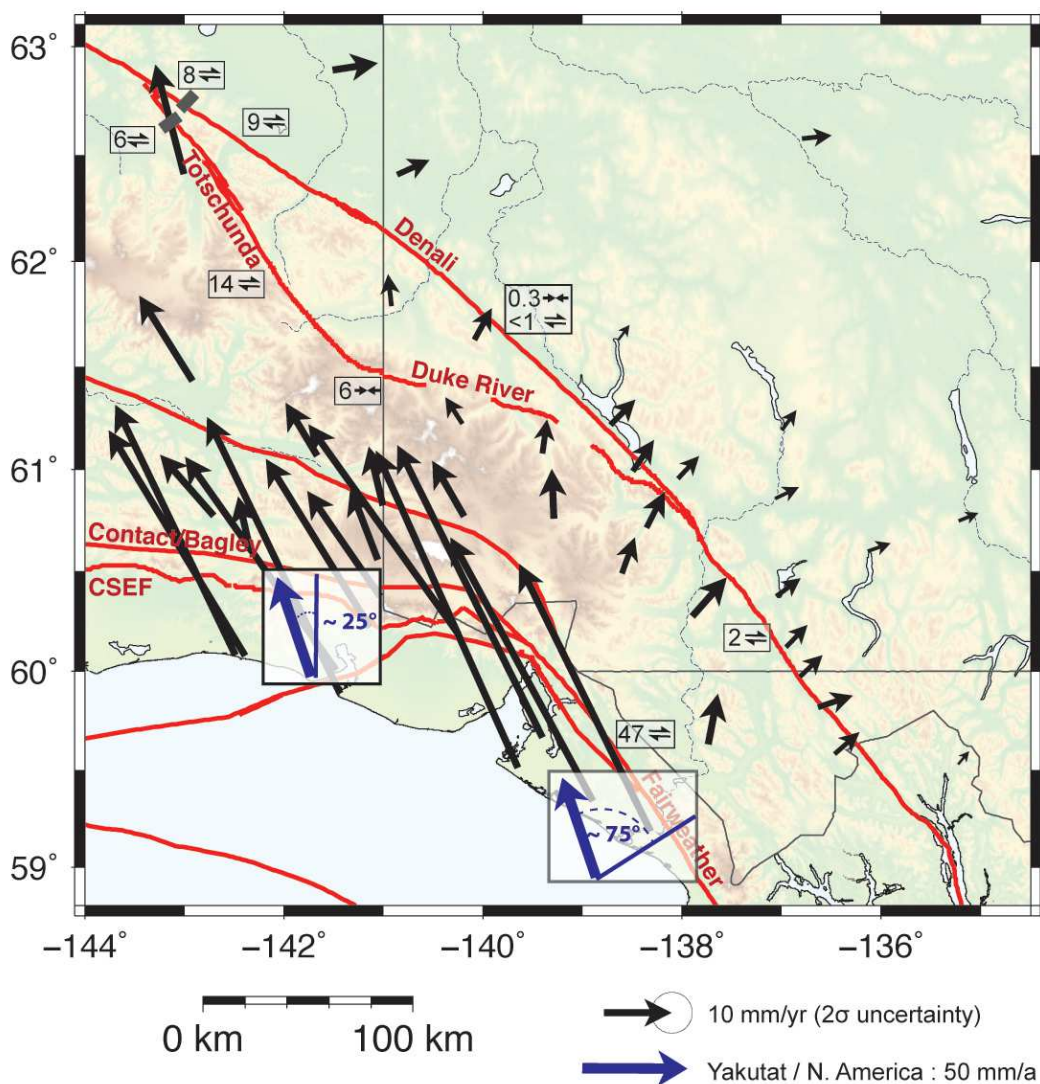 63°
62°
61°
60°
59°
8 ⇌
6 ⇌
9 ⇌
Totschunda
Denali
14 ⇌
0.3 →←
<1 ⇌
Duke River
6 →←
Contact/Bagley
CSEF
~ 25°
2 ⇌
47 ⇌
~ 75°
Fairweather
−144° −142° −140° −138° −136°
0 km 100 km
10 mm/yr (2σ uncertainty)
Yakutat / N. America : 50 mm/a